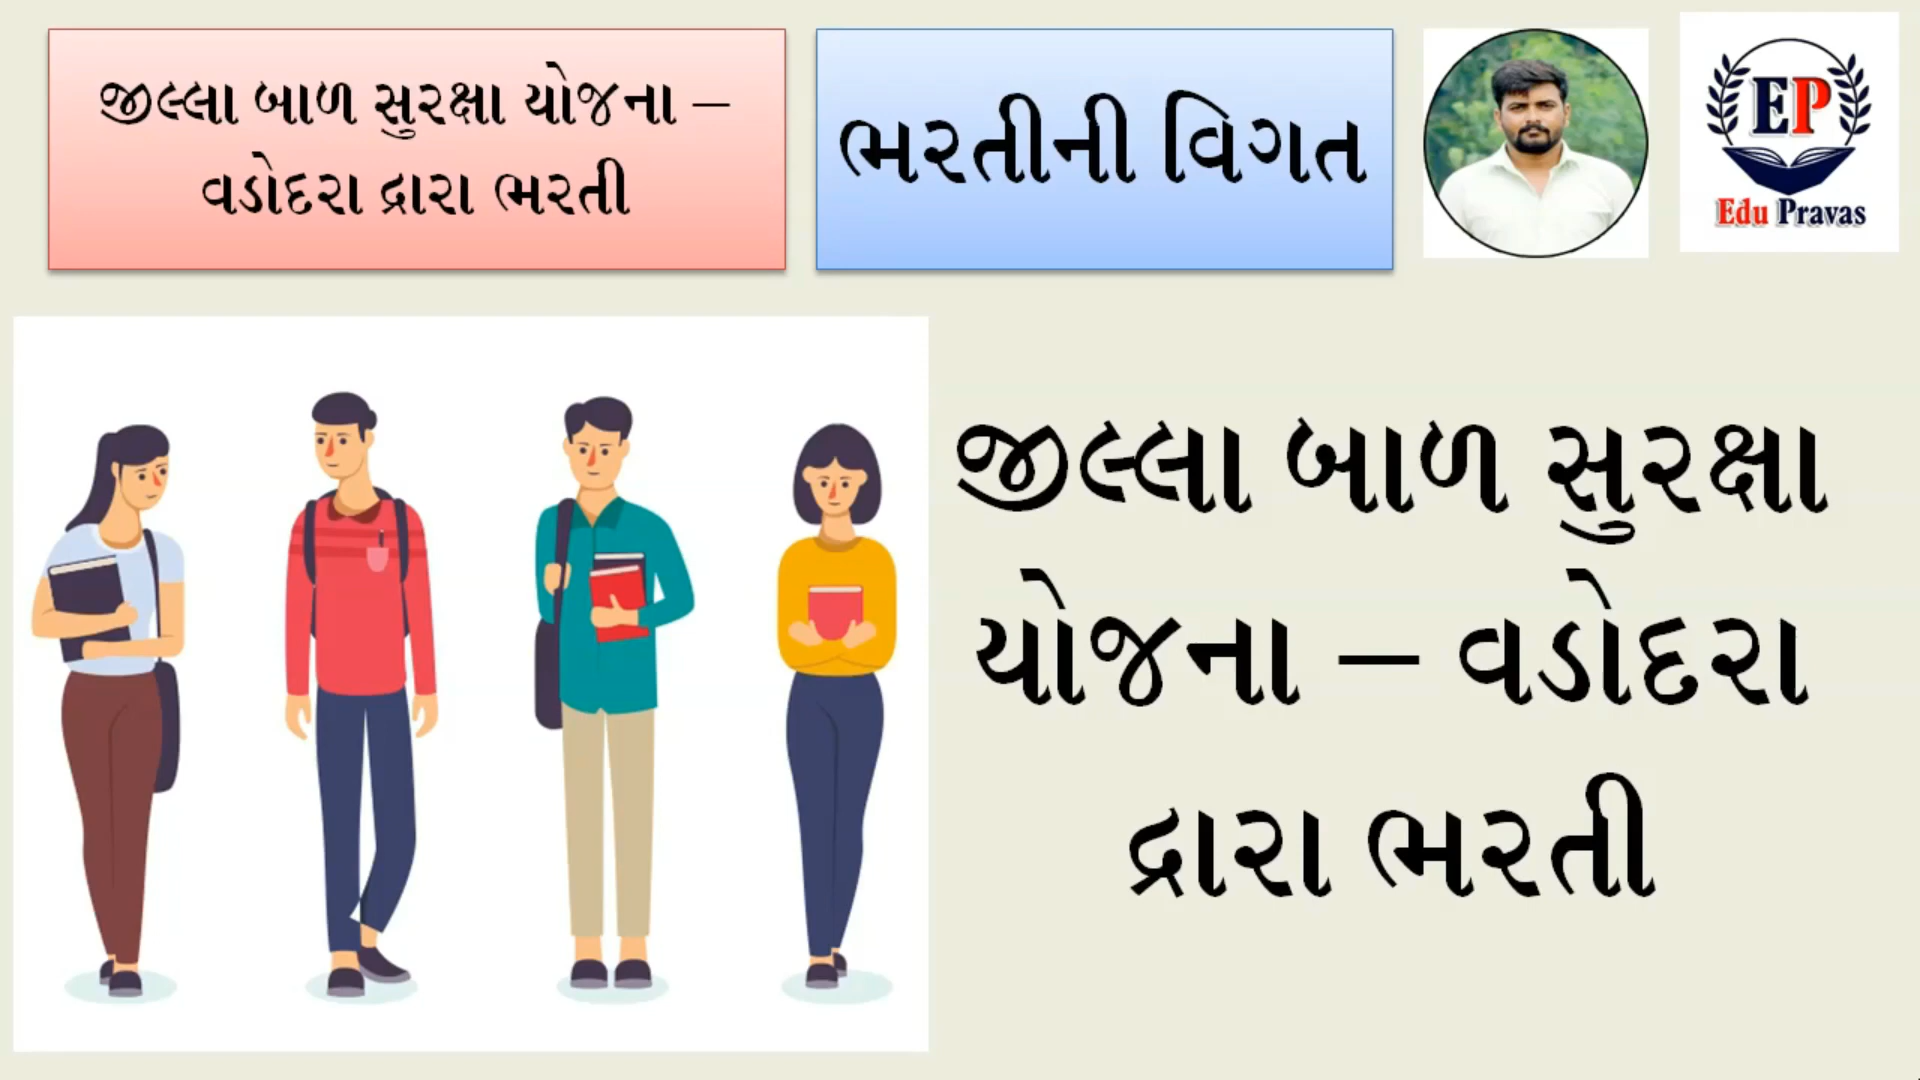 જીલ્લા બાળ સુરક્ષા યોજના –
વડોદરા દ્રારા ભરતી
ભરતીની વિગત
EP
Edu Pravas
જીલ્લા બાળ સુરક્ષા
યોજના – વડોદરા
દ્રારા ભરતી